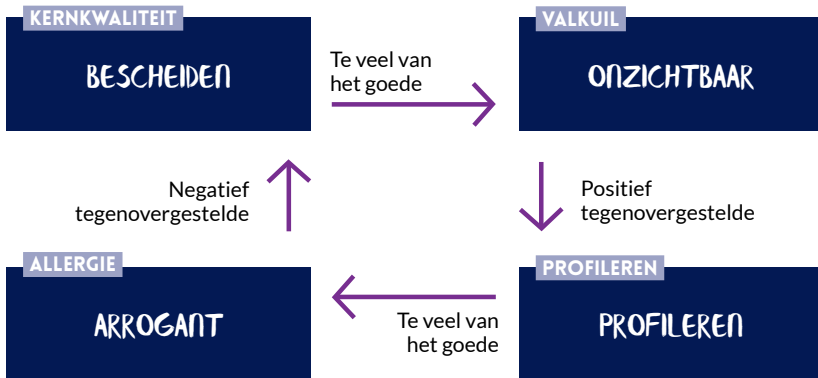 KERNKWALITEIT
BESCHEIDEN
Te veel van
het goede
VALKUIL
ONZICHTBAAR
Negatief
tegenovergestelde
Positief
tegenovergestelde
ALLERGIE
ARROGANT
Te veel van
het goede
PROFILEREN
PROFILEREN